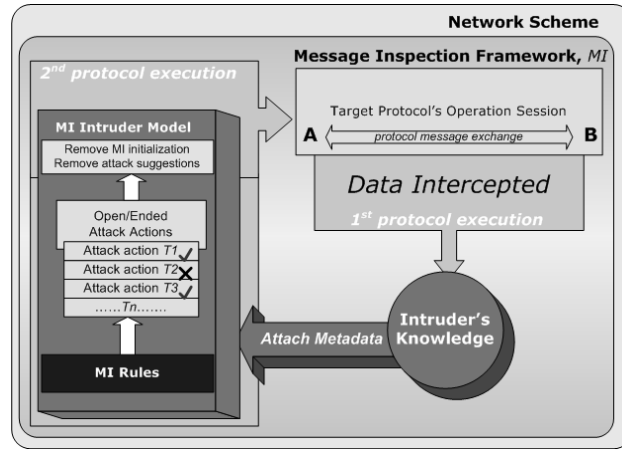 Network Scheme
Message Inspection Framework, MI
2nd protocol execution
Target Protocol's Operation Session
A protocol message exchange B
MI Intruder Model
Remove MI initialization
Remove attack suggestions
Data Intercepted
1st protocol execution
Open/Ended
Attack Actions
Attack action T1
Attack action T2
Attack action T3
......Tn.......
Intruder's
Knowledge
Attach Metadata
MI Rules